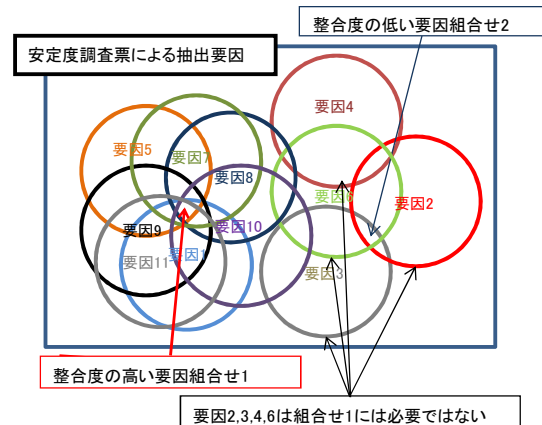 整合度の低い要因組合せ2
安定度調査票による抽出要因
要因4
要因5
要因7
要因8
要因6
要因2
要因9
要因10
要因1
要因11
要因3
整合度の高い要因組合せ1
要因2,3,4,6は組合せ1には必要ではない